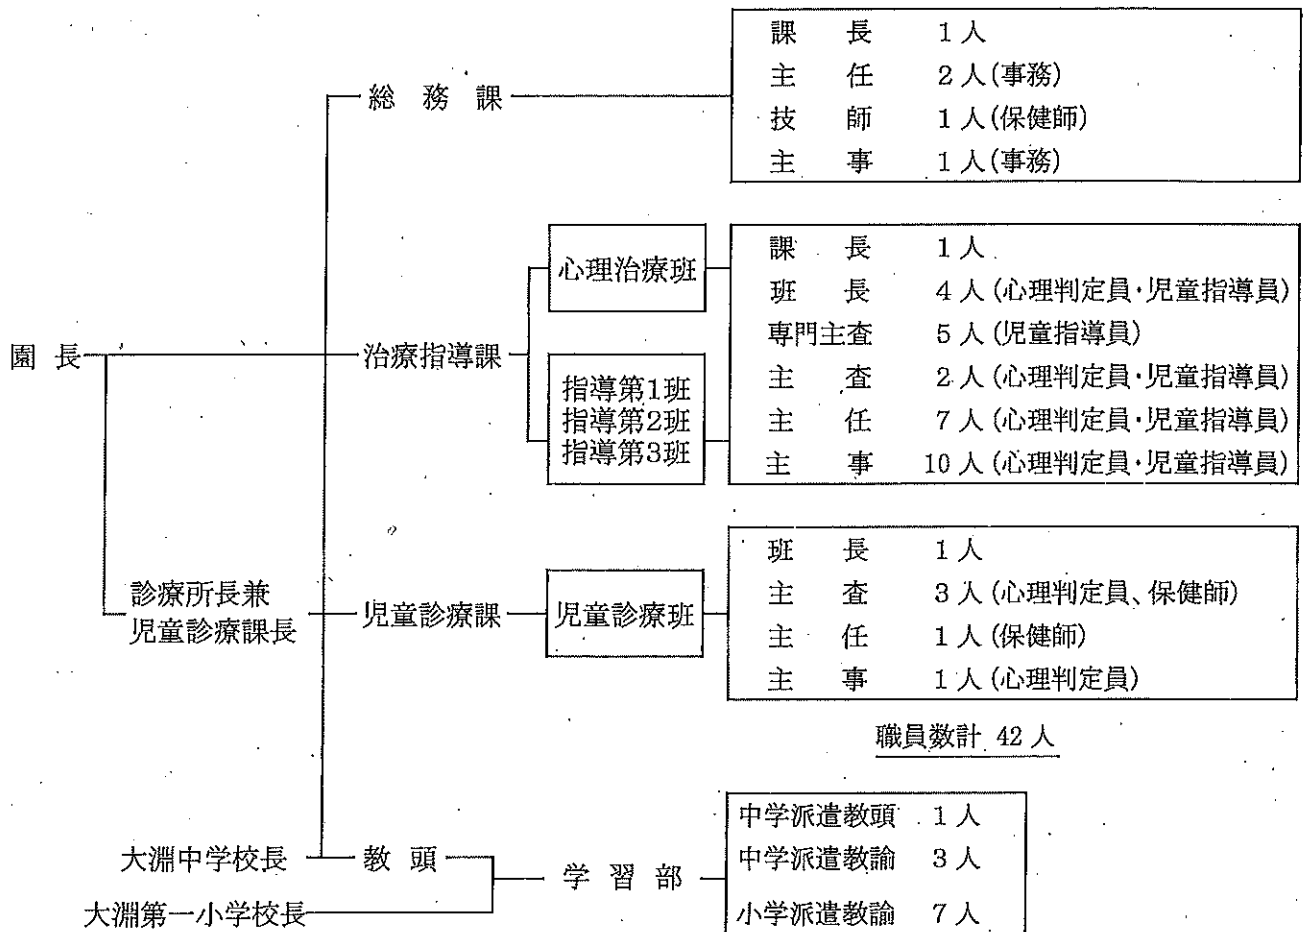 課長 1人
主任 2人(事務)
総務課
技師 1人(保健師)
主事 1人(事務)
課長 1人
心理治療班
班長 4人(心理判定員・児童指導員)
専門主査 5人(児童指導員)
園長
治療指導課
主査 2人(心理判定員・児童指導員)
指導第1班
指導第2班
指導第3班
主任 7人(心理判定員・児童指導員)
主事 10人(心理判定員・児童指導員)
班長 1人
診療所長兼
児童診療課長
児童診療課
児童診療班
主査 3人(心理判定員、保健師)
主任 1人(保健師)
主事 1人(心理判定員)
職員数計 42人
中学派遣教頭 1人
大淵中学校長
教頭
学習部
中学派遣教諭 3人
大淵第一小学校長
小学派遣教諭 7人